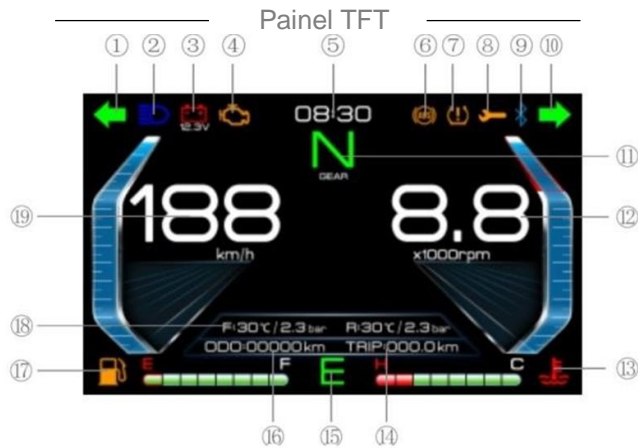 Painel TFT
① ② ③ ④ ⑤ ⑥ ⑦ ⑧ ⑨ ⑩
12.3V 08:30 ABS
N ⑪
GEAR
⑲ 188 8.8 ⑫
km/h x1000rpm
⑱ F:30℃/2.3bar R:30℃/2.3bar
ODO:00000km TRIP:000.0km
⑰ E F E H C ⑬
⑯ ⑮ ⑭